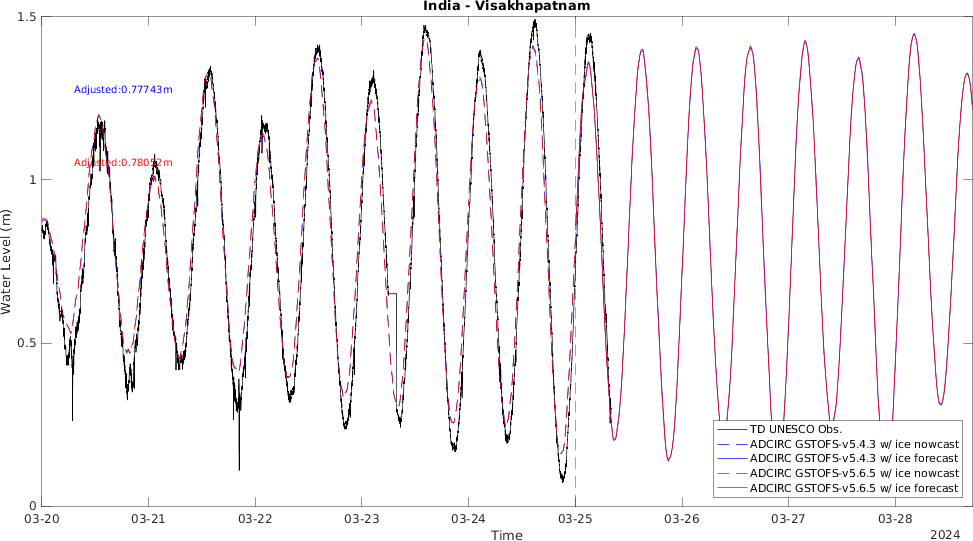 India - Visakhapatnam
1.5
1
0.5
0
Water Level (m)
Adjusted:0.77743m
Adjusted:0.78052m
TD UNESCO Obs.
ADCIRC GSTOFS-v5.4.3 w/ ice nowcast
ADCIRC GSTOFS-v5.4.3 w/ ice forecast
ADCIRC GSTOFS-v5.6.5 w/ ice nowcast
ADCIRC GSTOFS-v5.6.5 w/ ice forecast
03-20 03-21 03-22 03-23 03-24 03-25 03-26 03-27 03-28
Time
2024